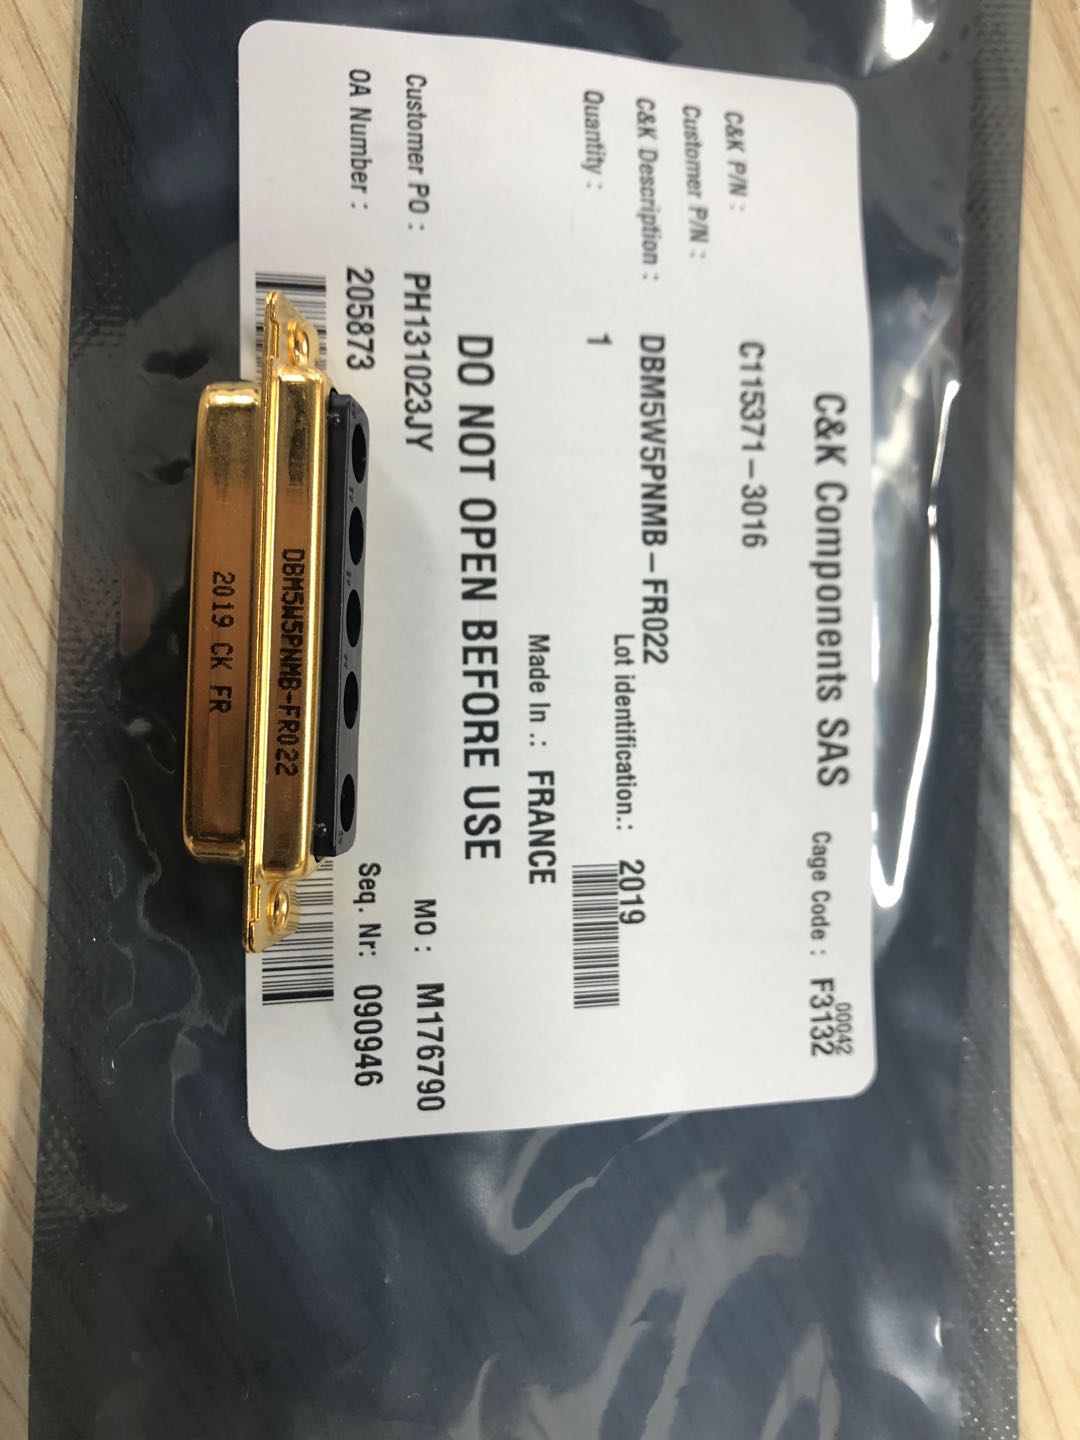 C&K Components SAS Cage Code : F3132
00042
C&K P/N : C115371-3016
Customer P/N :
C&K Description : DBM5W5PNMB-FR022
Quantity : 1 Lot identification.: 2019
Made In .: FRANCE
DO NOT OPEN BEFORE USE
Customer PO : PH131023JY MO : M176790
OA Number : 205873 Seq. Nr: 090946
DBM5W5PNMB-FR022
2019 CK FR